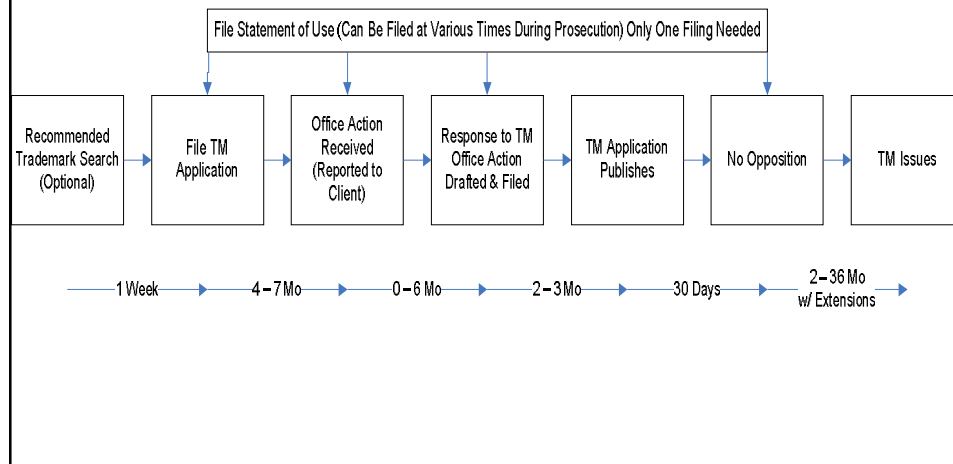 File Statement of Use (Can Be Filed at Various Times During Prosecution) Only One Filing Needed
Recommended
Trademark Search
(Optional)
File TM
Application
Office Action
Received
(Reported to
Client)
Response to TM
Office Action
Drafted & Filed
TM Application
Publishes
No Opposition
TM Issues
1 Week
4 – 7 Mo
0 – 6 Mo
2 – 3 Mo
30 Days
2 – 36 Mo
w/ Extensions